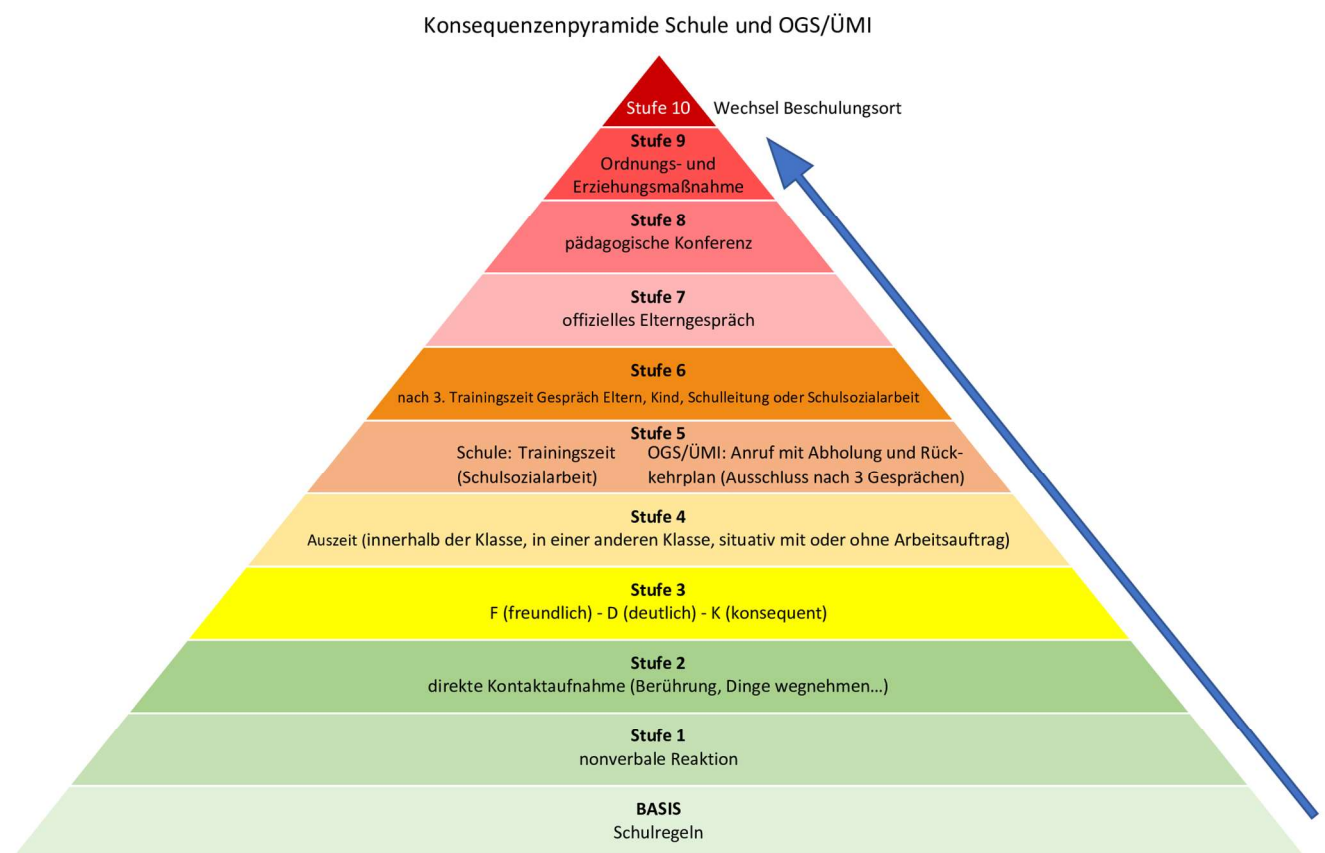 Konsequenzenpyramide Schule und OGS/ÜMI
Stufe 10
Wechsel Beschulungsort
Stufe 9
Ordnungs- und
Erziehungsmaßnahme
Stufe 8
pädagogische Konferenz
Stufe 7
offizielles Elterngespräch
Stufe 6
nach 3. Trainingszeit Gespräch Eltern, Kind, Schulleitung oder Schulsozialarbeit
Stufe 5
Schule: Trainingszeit
(Schulsozialarbeit)
OGS/ÜMI: Anruf mit Abholung und Rück-
kehrplan (Ausschluss nach 3 Gesprächen)
Stufe 4
Auszeit (innerhalb der Klasse, in einer anderen Klasse, situativ mit oder ohne Arbeitsauftrag)
Stufe 3
F (freundlich) - D (deutlich) - K (konsequent)
Stufe 2
direkte Kontaktaufnahme (Berührung, Dinge wegnehmen…)
Stufe 1
nonverbale Reaktion
BASIS
Schulregeln